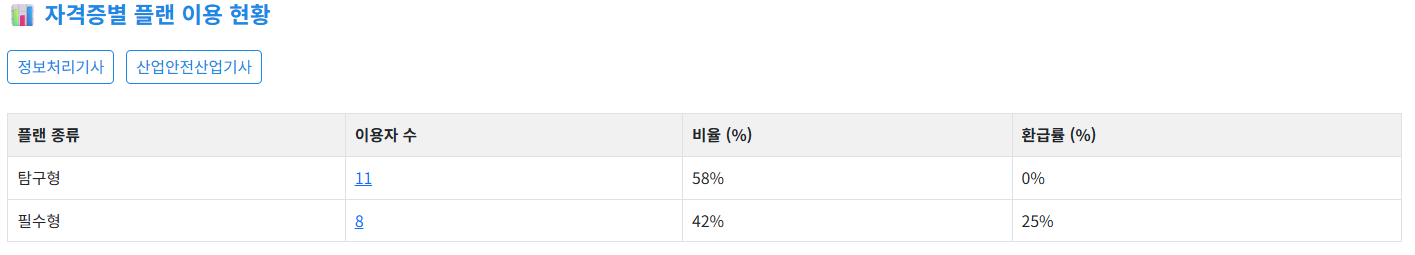 자격증별 플랜 이용 현황
정보처리기사 산업안전산업기사
플랜 종류 이용자 수 비율 (%) 환급률 (%)
탐구형 11 58% 0%
필수형 8 42% 25%